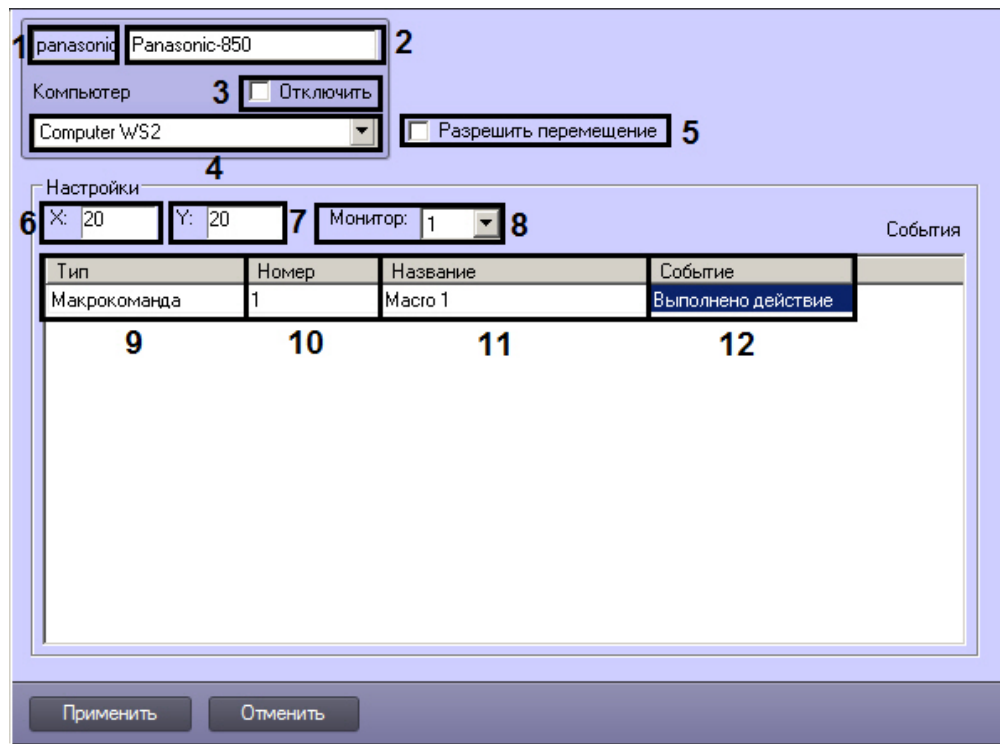 1 panasonic Panasonic-850 2
Компьютер 3 Отключить
Computer WS2 Разрешить перемещение 5
4
Настройки
6 X: 20 Y: 20 7 Монитор: 1 8 События
Тип Номер Название Событие
Макрокоманда 1 Macro 1 Выполнено действие
9 10 11 12
Применить Отменить